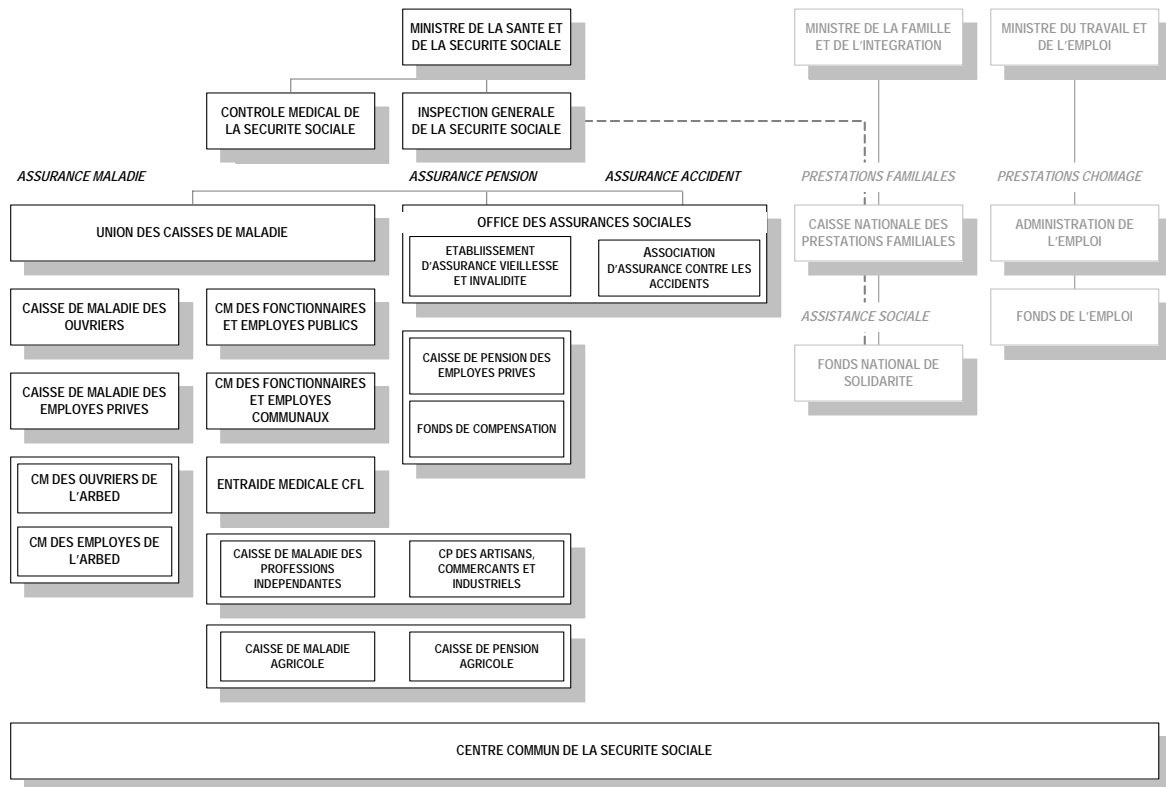 MINISTRE DE LA SANTE ET
DE LA SECURITE SOCIALE
MINISTRE DE LA FAMILLE
ET DE L'INTEGRATION
MINISTRE DU TRAVAIL ET
DE L'EMPLOI
CONTROLE MEDICAL DE
LA SECURITE SOCIALE
INSPECTION GENERALE
DE LA SECURITE SOCIALE
ASSURANCE MALADIE
ASSURANCE PENSION
ASSURANCE ACCIDENT
PRESTATIONS FAMILIALES
PRESTATIONS CHOMAGE
UNION DES CAISSES DE MALADIE
OFFICE DES ASSURANCES SOCIALES
ETABLIISSEMENT
D'ASSURANCE VIEILLESSE
ET INVALIDITE
ASSOCIATION
D'ASSURANCE CONTRE LES
ACCIDENTS
CAISSE NATIONALE DES
PRESTATIONS FAMILIALES
ADMINISTRATION DE
L'EMPLOI
CAISSE DE MALADIE DES
OUVRIERS
CM DES FONCTIONNAIRES
ET EMPLOYES PUBLICS
ASSISTANCE SOCIALE
FONDS DE L'EMPLOI
CAISSE DE PENSION DES
EMPLOYES PRIVES
FONDS NATIONAL DE
SOLIDARITE
CAISSE DE MALADIE DES
EMPLOYES PRIVES
CM DES FONCTIONNAIRES
ET EMPLOYES
COMMUNAUX
FONDS DE COMPENSATION
CM DES OUVRIERS DE
L'ARBED
ENTRAIDE MEDICALE CFL
CM DES EMPLOYES DE
L'ARBED
CAISSE DE MALADIE DES
PROFESSIONS
INDEPENDANTES
CP DES ARTISANS,
COMMERCANTS ET
INDUSTRIELS
CAISSE DE MALADIE
AGRICOLE
CAISSE DE PENSION
AGRICOLE
CENTRE COMMUN DE LA SECURITE SOCIALE